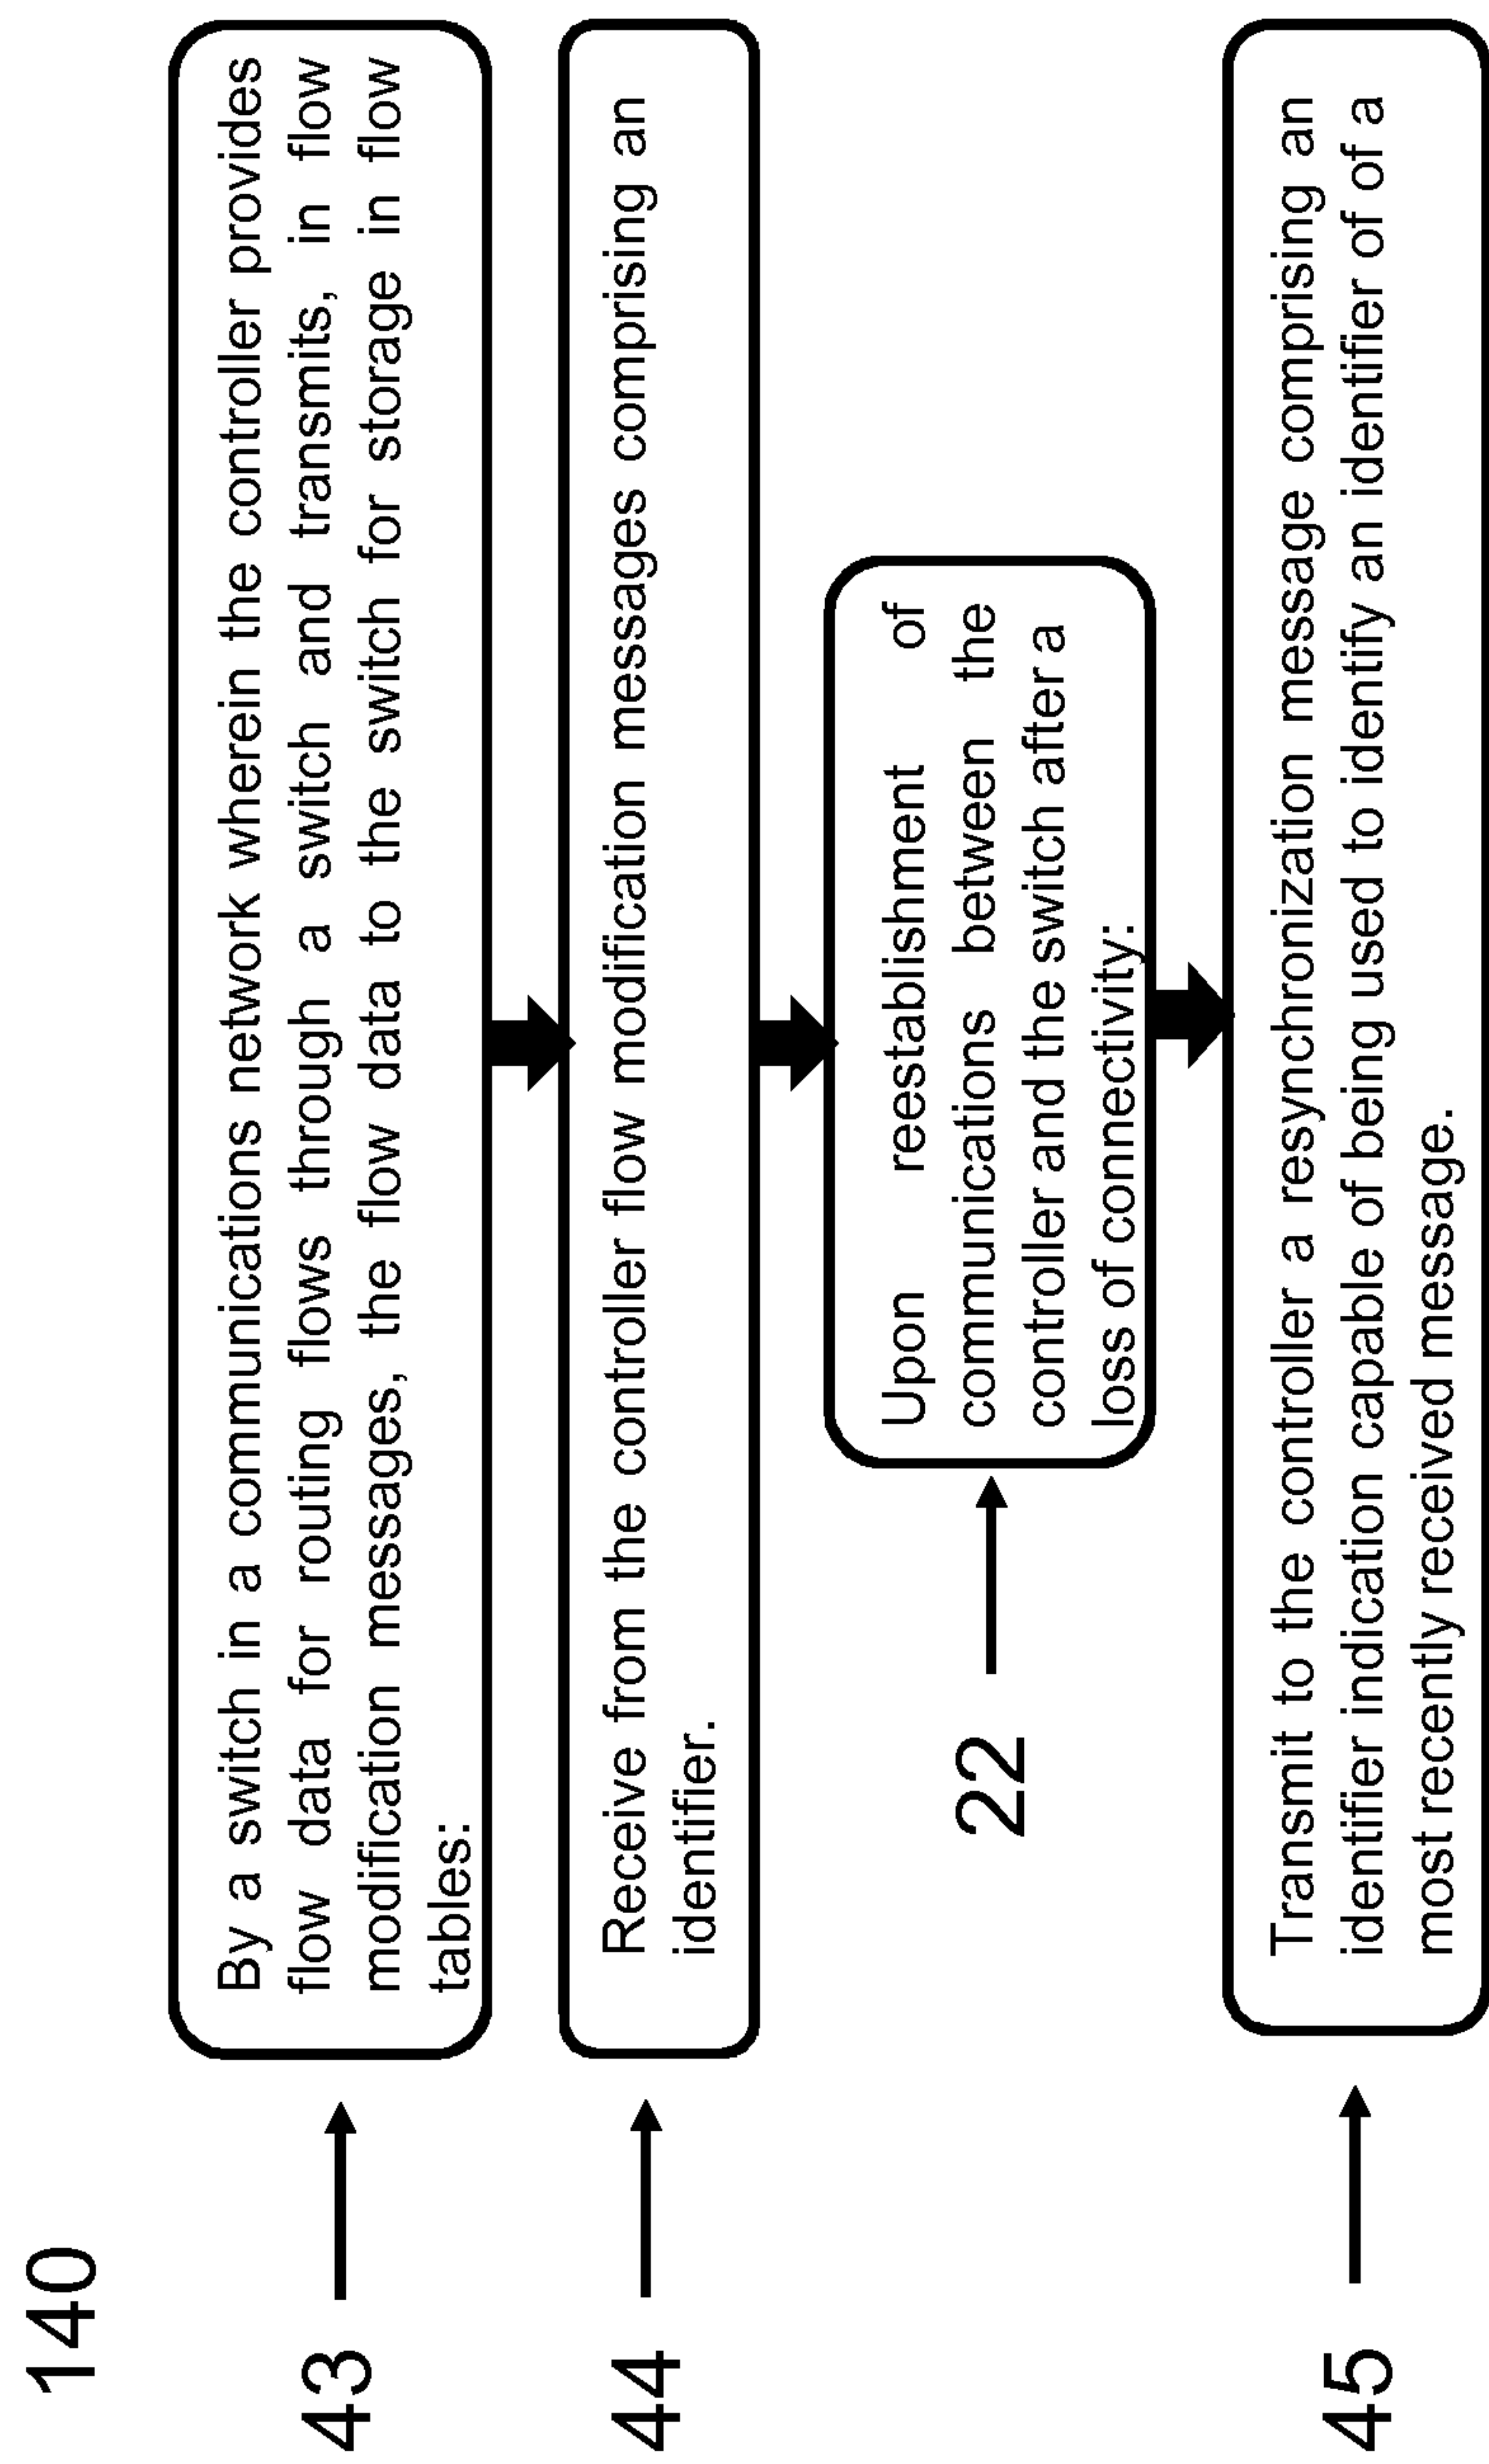 140
43
By a switch in a communications network wherein the controller provides
flow data for routing flows through a switch and transmits, in flow
modification messages, the flow data to the switch for storage in flow
tables:
44
Receive from the controller flow modification messages comprising an
identifier.
22
Upon reestablishment of
communications between the
controller and the switch after a
loss of connectivity:
45
Transmit to the controller a resynchronization message comprising an
identifier indication capable of being used to identify an identifier of of a
most recently received message.